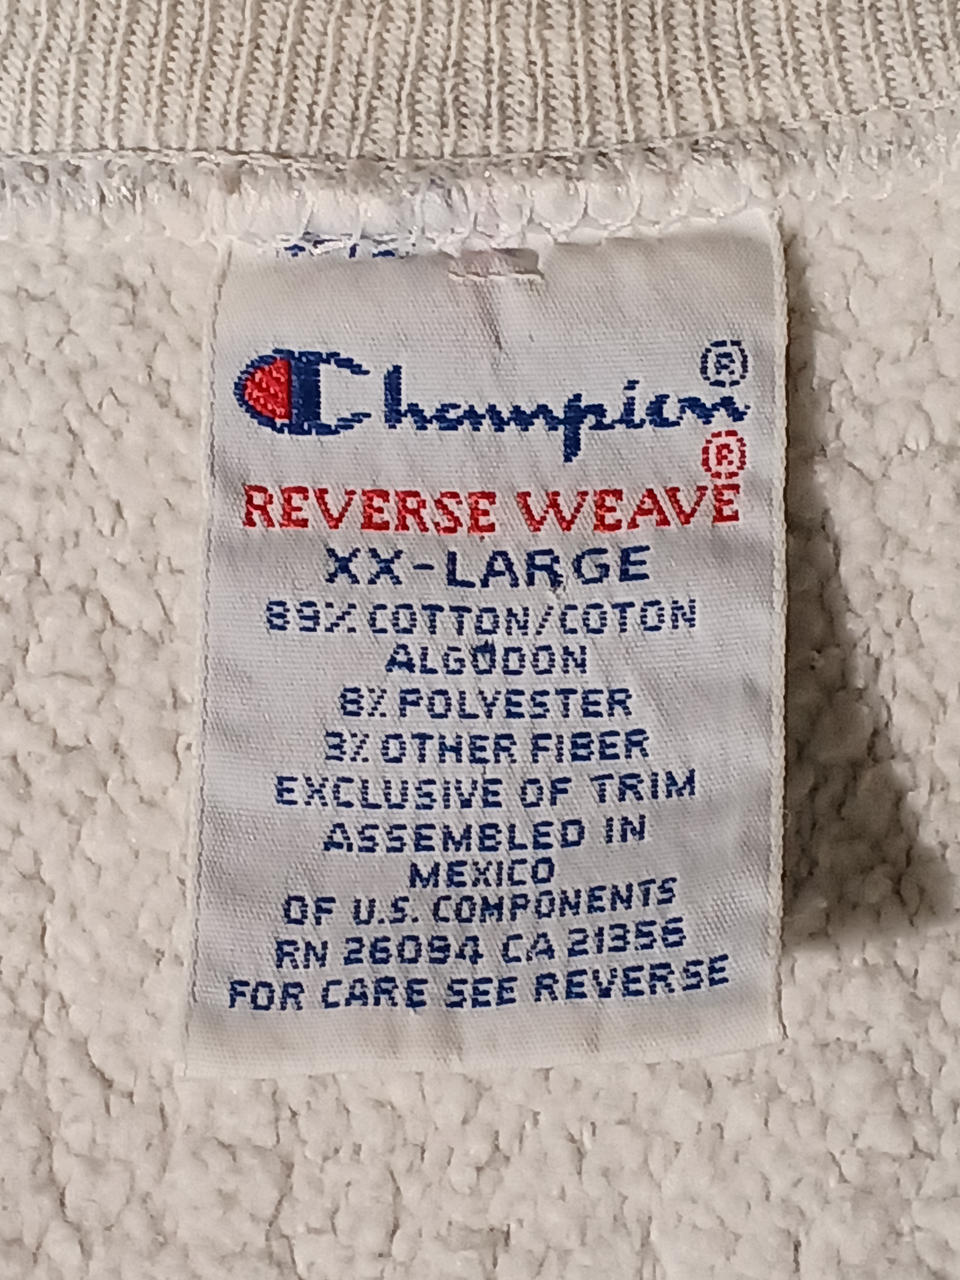 Champion®
®
REVERSE WEAVE
XX-LARGE
89% COTTON/COTON
ALGODON
8% POLYESTER
3% OTHER FIBER
EXCLUSIVE OF TRIM
ASSEMBLED IN
MEXICO
OF U.S. COMPONENTS
RN 26094 CA 21356
FOR CARE SEE REVERSE